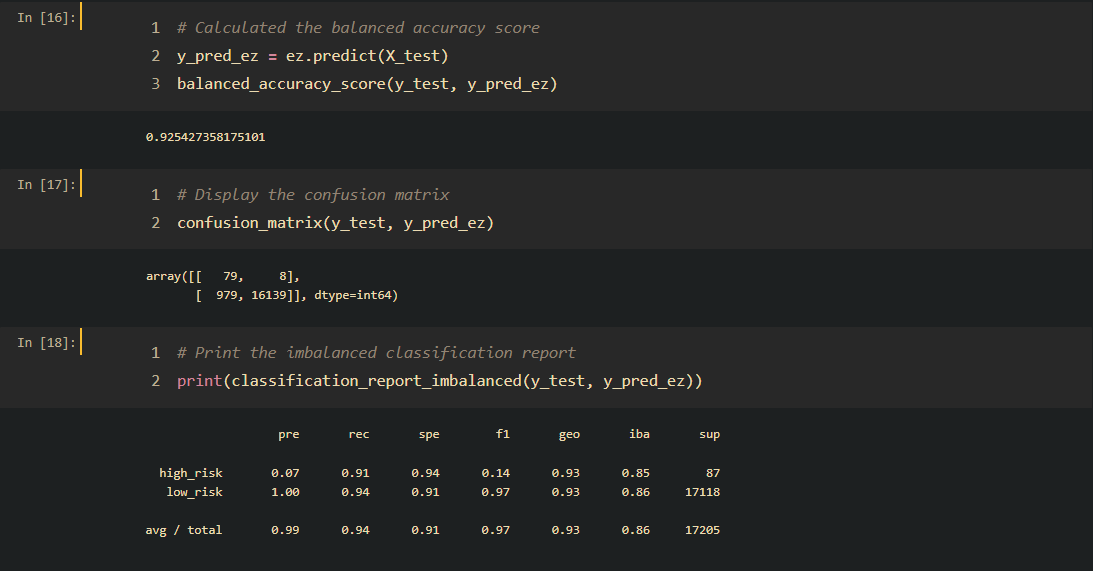 In [16]:
1 # Calculated the balanced accuracy score
2 y_pred_ez = ez.predict(X_test)
3 balanced_accuracy_score(y_test, y_pred_ez)
0.925427358175101
In [17]:
1 # Display the confusion matrix
2 confusion_matrix(y_test, y_pred_ez)
array([[   79,     8],
       [  979, 16139]], dtype=int64)
In [18]:
1 # Print the imbalanced classification report
2 print(classification_report_imbalanced(y_test, y_pred_ez))
pre rec spe f1 geo iba sup
high_risk 0.07 0.91 0.94 0.14 0.93 0.85 87
low_risk 1.00 0.94 0.91 0.97 0.93 0.86 17118
avg / total 0.99 0.94 0.91 0.97 0.93 0.86 17205